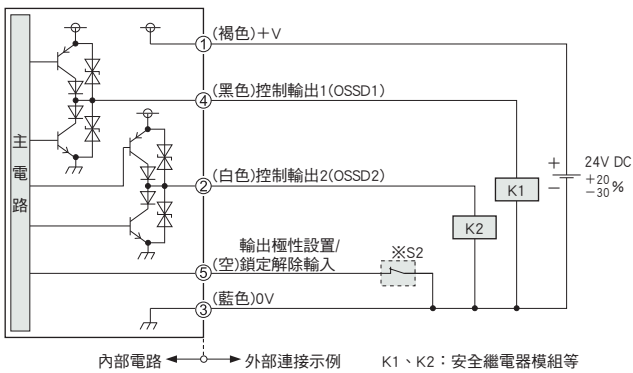 主電路
① (褐色)+V
④ (黑色)控制輸出1(OSSD1)
② (白色)控制輸出2(OSSD2)
輸出極性設置/
⑤ (空)鎖定解除輸入
③ (藍色)0V
※S2
K1
K2
+
−
24V DC
+20
−30 %
內部電路
外部連接示例
K1、K2：安全繼電器模組等